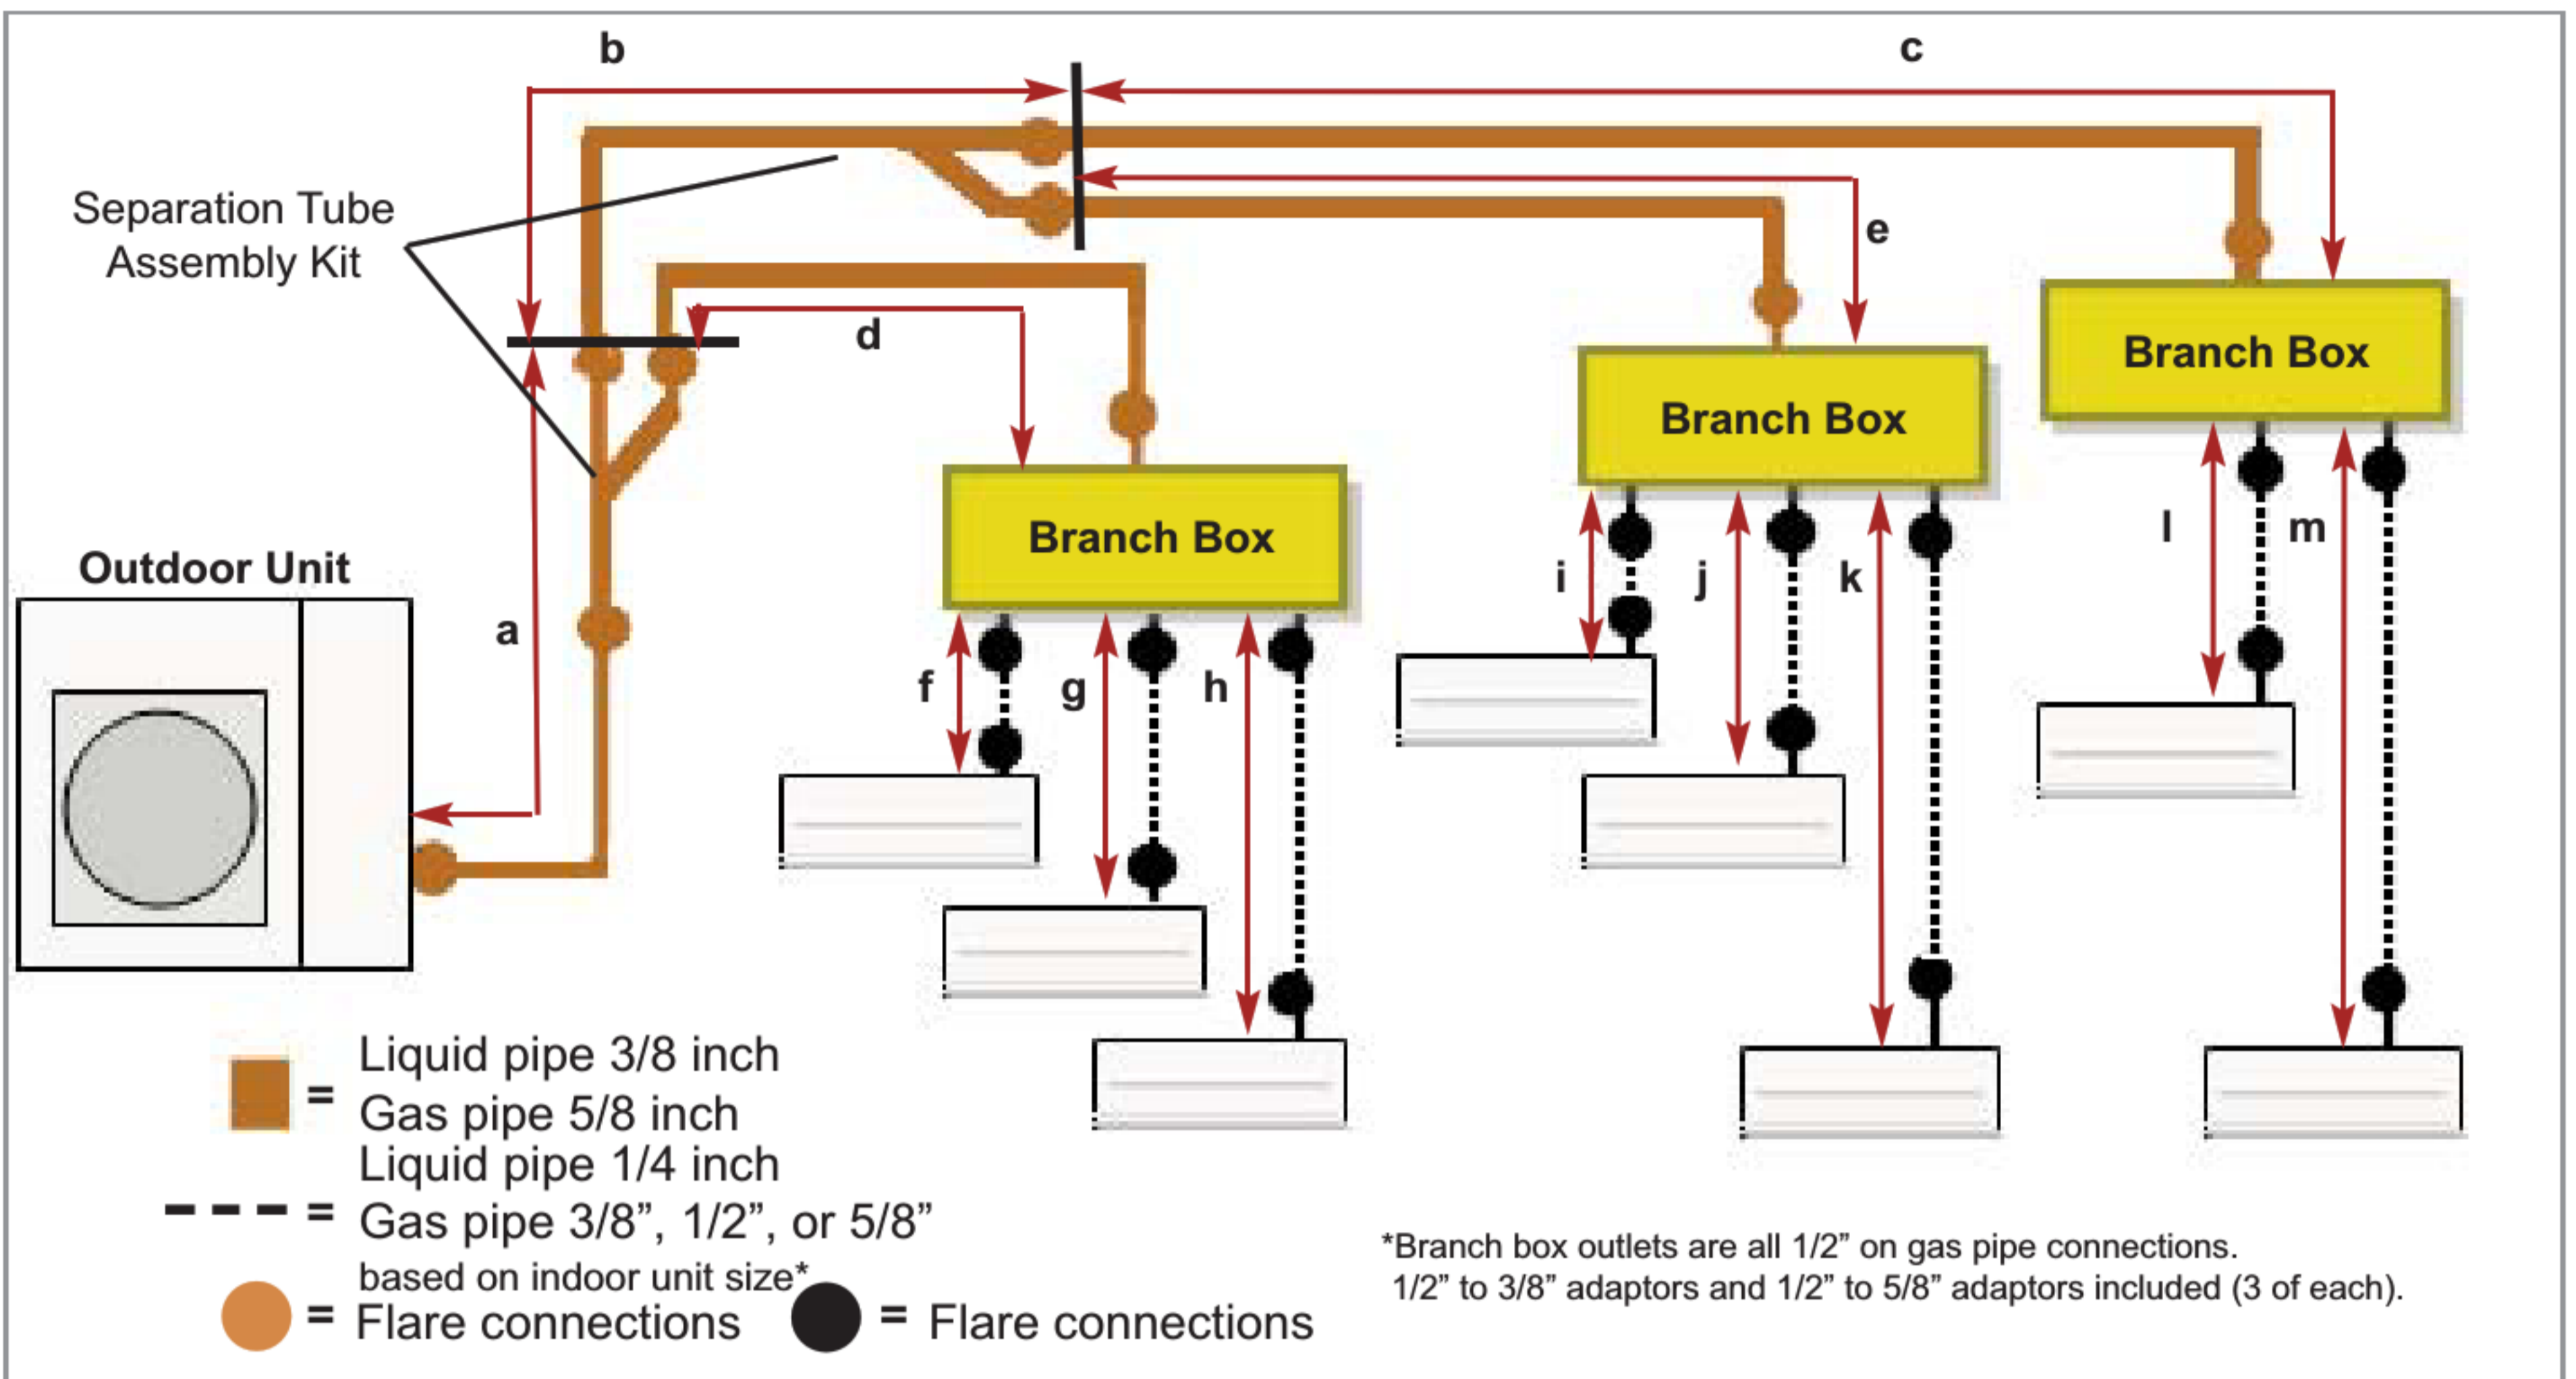 b
c
Separation Tube
Assembly Kit
e
d
Branch Box
Branch Box
Branch Box
Outdoor Unit
a
f
g
h
i
j
k
l
m
= Liquid pipe 3/8 inch
Gas pipe 5/8 inch
Liquid pipe 1/4 inch
= Gas pipe 3/8”, 1/2”, or 5/8”
based on indoor unit size*
= Flare connections
= Flare connections
*Branch box outlets are all 1/2” on gas pipe connections.
1/2” to 3/8” adaptors and 1/2” to 5/8” adaptors included (3 of each).